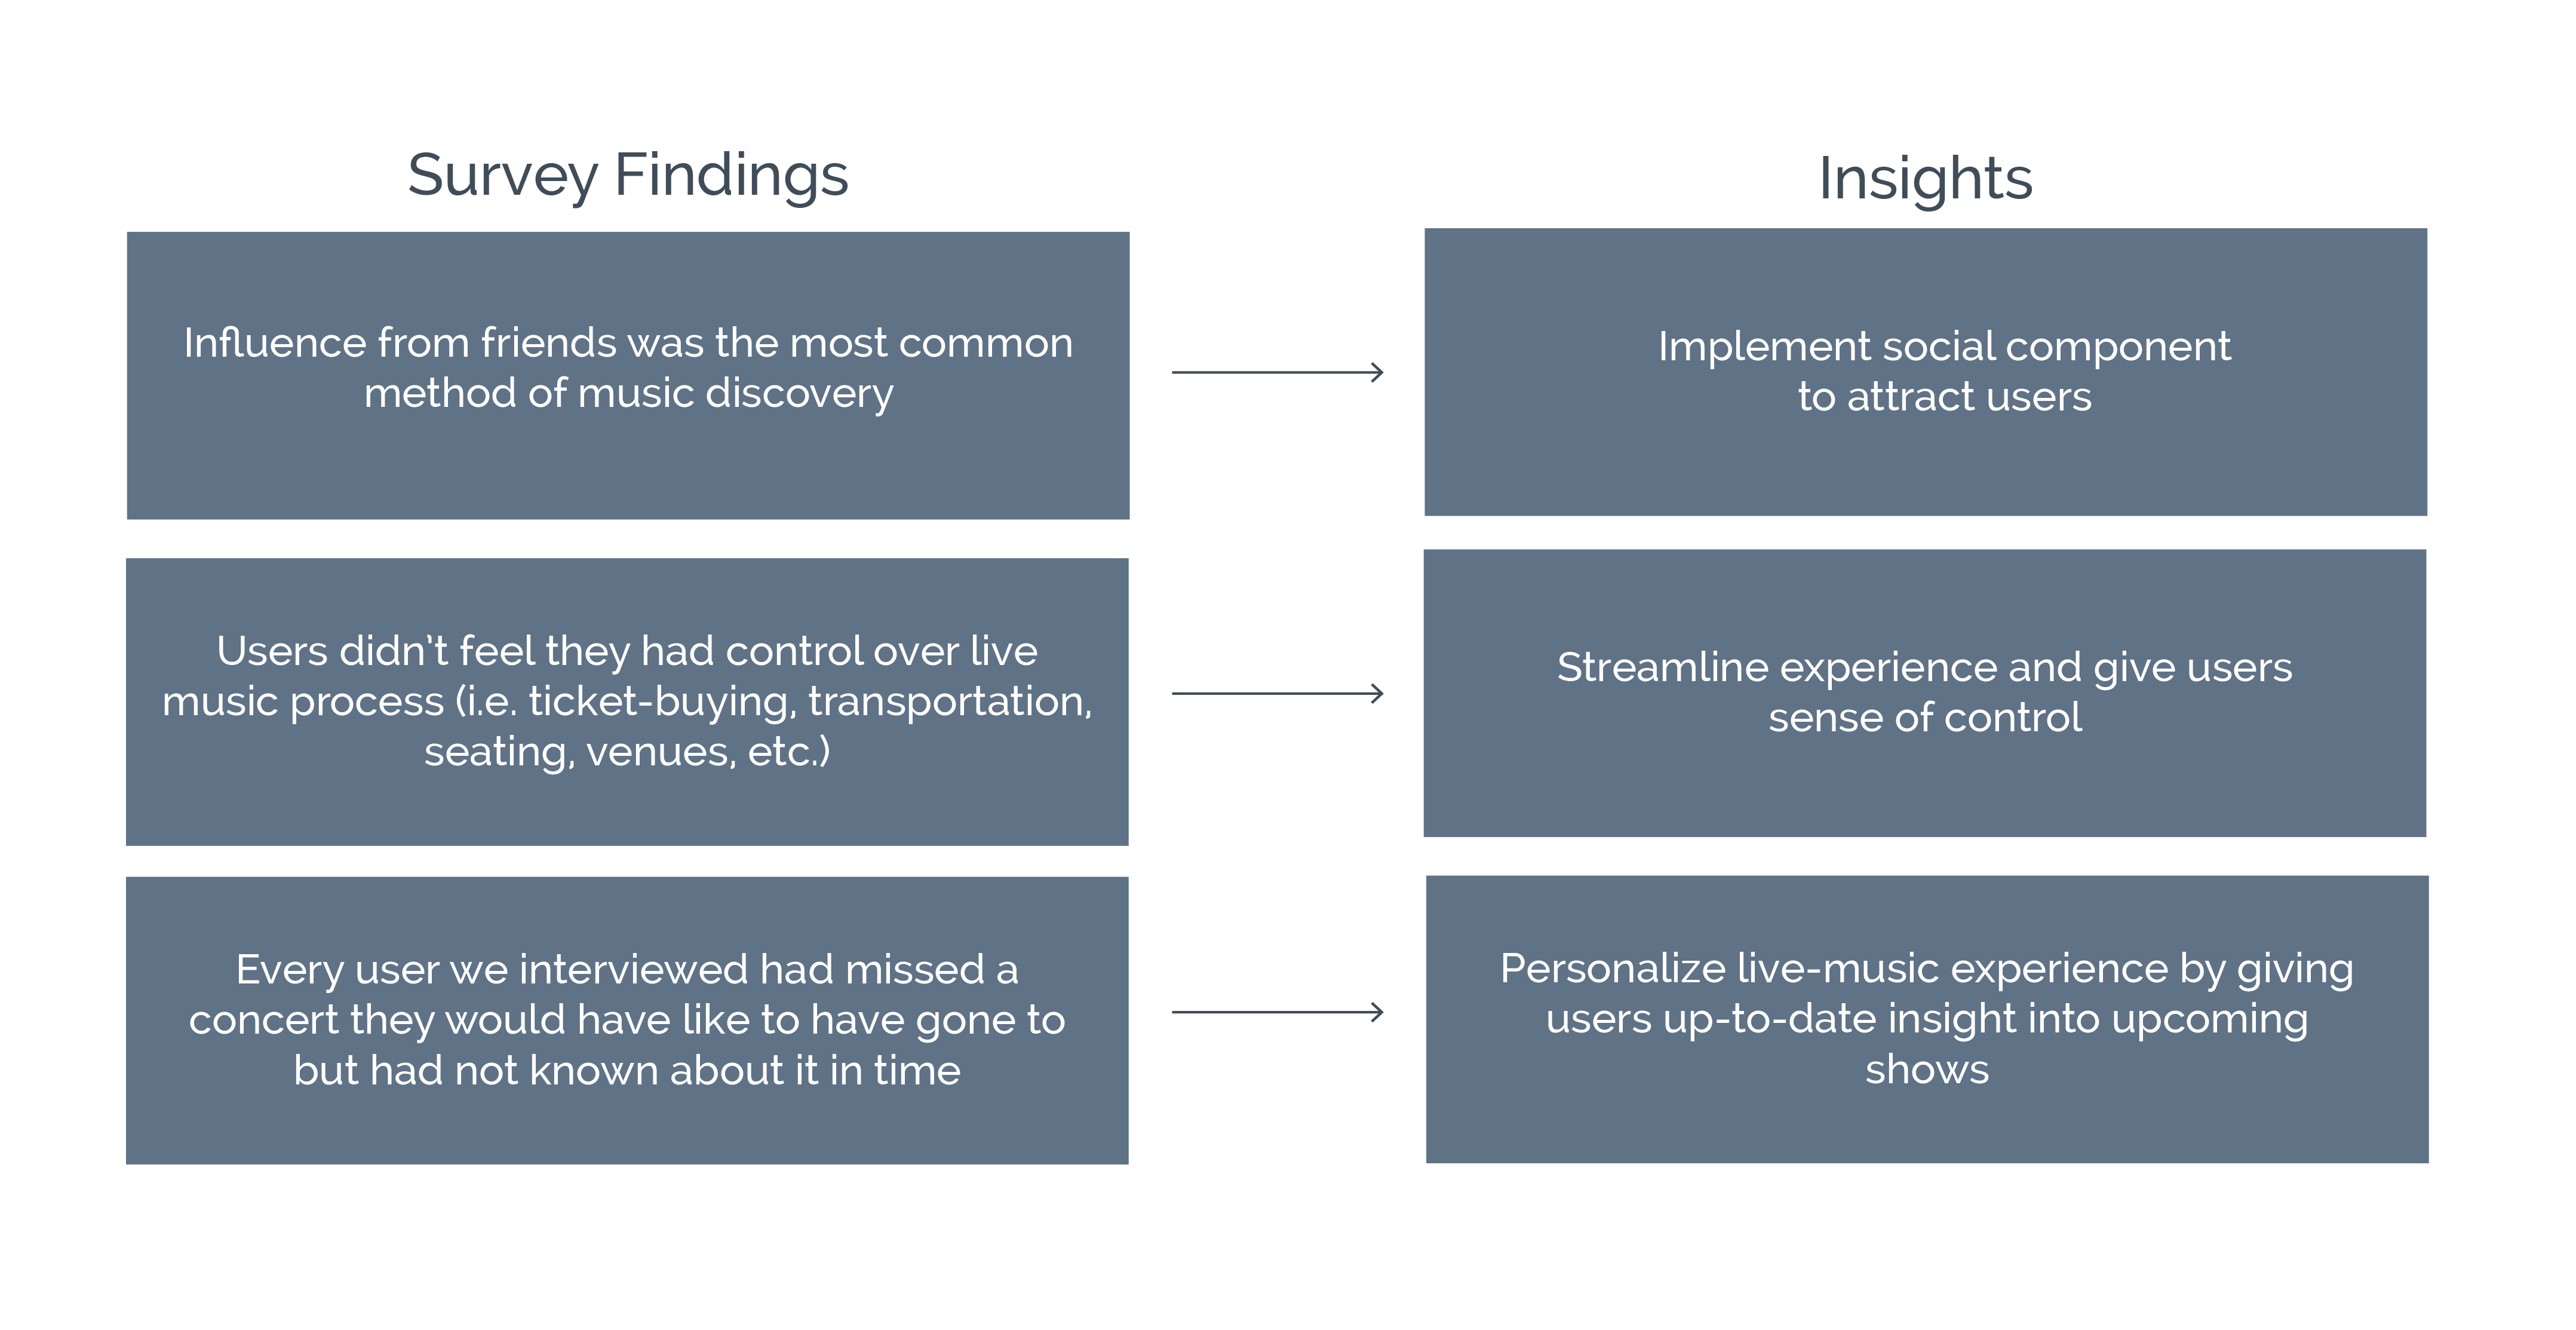 Survey Findings
Insights
Influence from friends was the most common
method of music discovery
Implement social component
to attract users
Users didn't feel they had control over live
music process (i.e. ticket-buying, transportation,
seating, venues, etc.)
Streamline experience and give users
sense of control
Every user we interviewed had missed a
concert they would have like to have gone to
but had not known about it in time
Personalize live-music experience by giving
users up-to-date insight into upcoming
shows